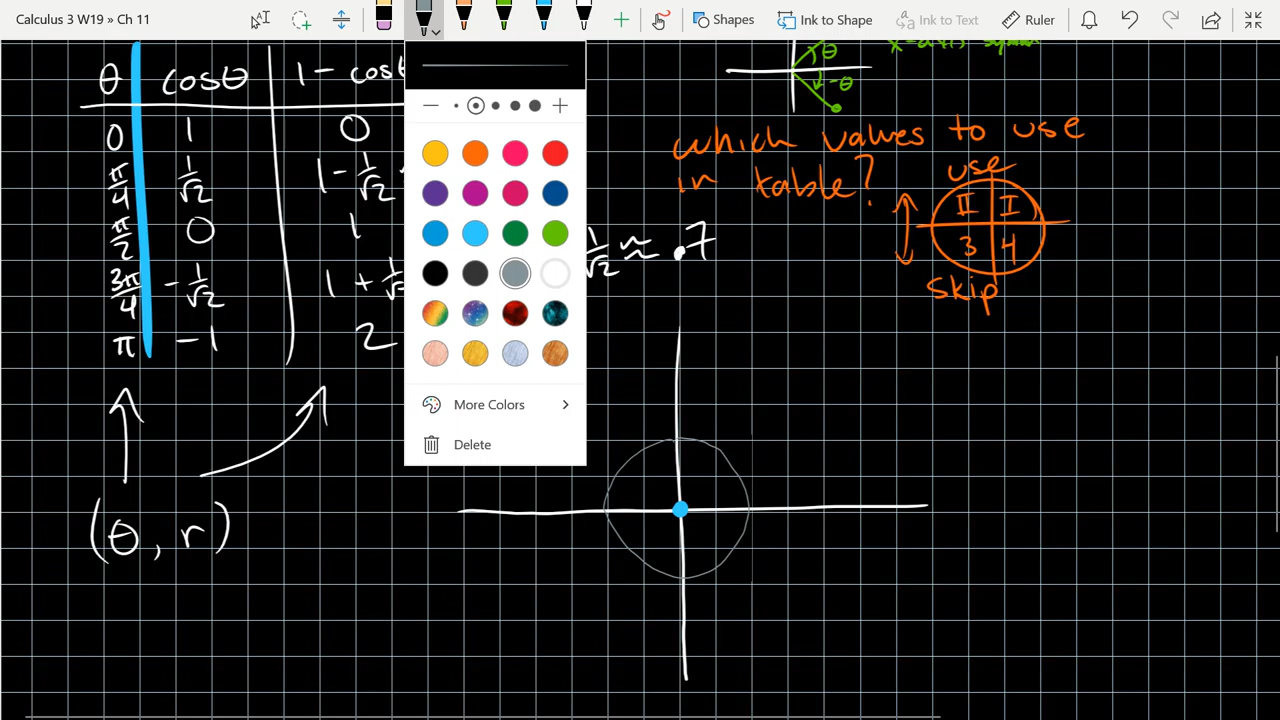 Calculus 3 W19 » Ch 11
Shapes
Ink to Shape
Ink to Text
Ruler
More Colors
Delete
θ cosθ 1 - cosθ
0 1 0
π/4 1/√2 1 - 1/√2
π/2 0 1
3π/4 - 1/√2 1 + 1/√2
π -1 2
(θ, r)
1/√2 ≈ .7
θ
-θ
which values to use
in table?
use
II I
3 4
skip